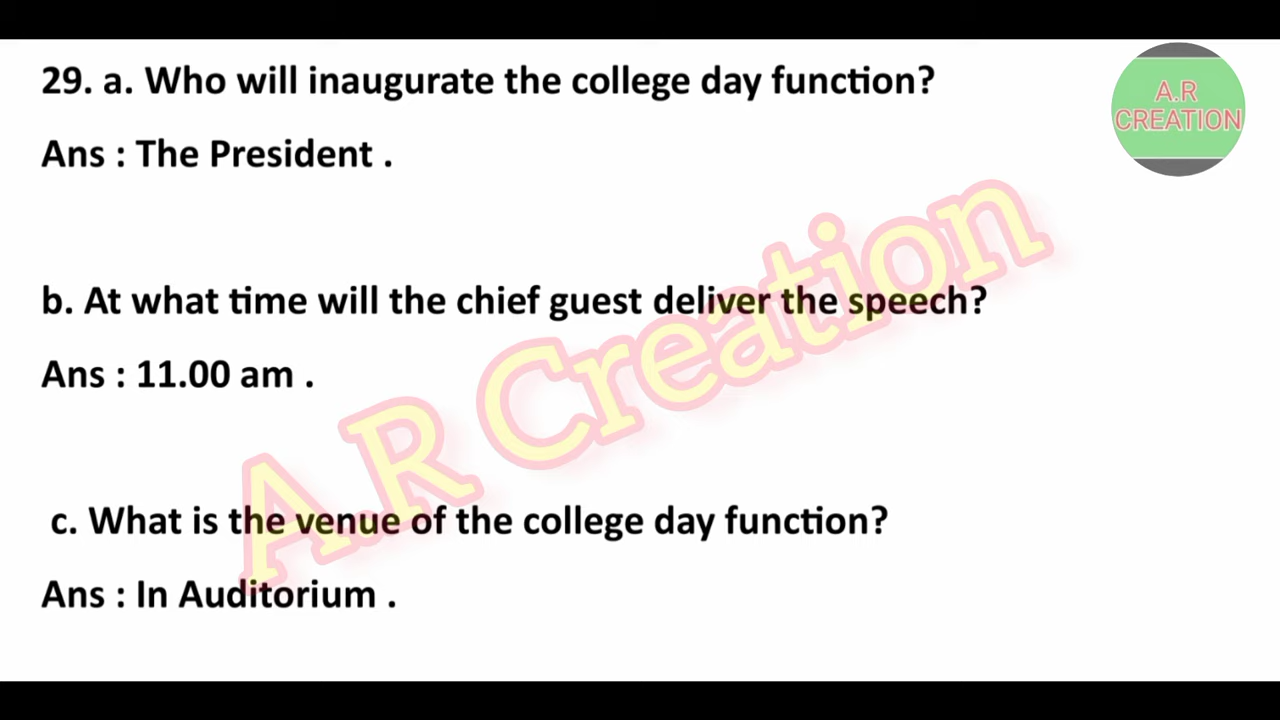 29. a. Who will inaugurate the college day function?
A.R
CREATION
Ans : The President .
b. At what time will the chief guest deliver the speech?
Ans : 11.00 am .
A.R Creation
c. What is the venue of the college day function?
Ans : In Auditorium .